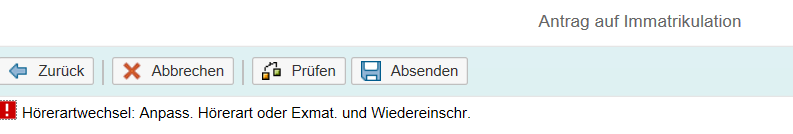 Antrag auf Immatrikulation
Zurück Abbrechen Prüfen Absenden
Hörerartwechsel: Anpass. Hörerart oder Exmat. und Wiedereinschr.